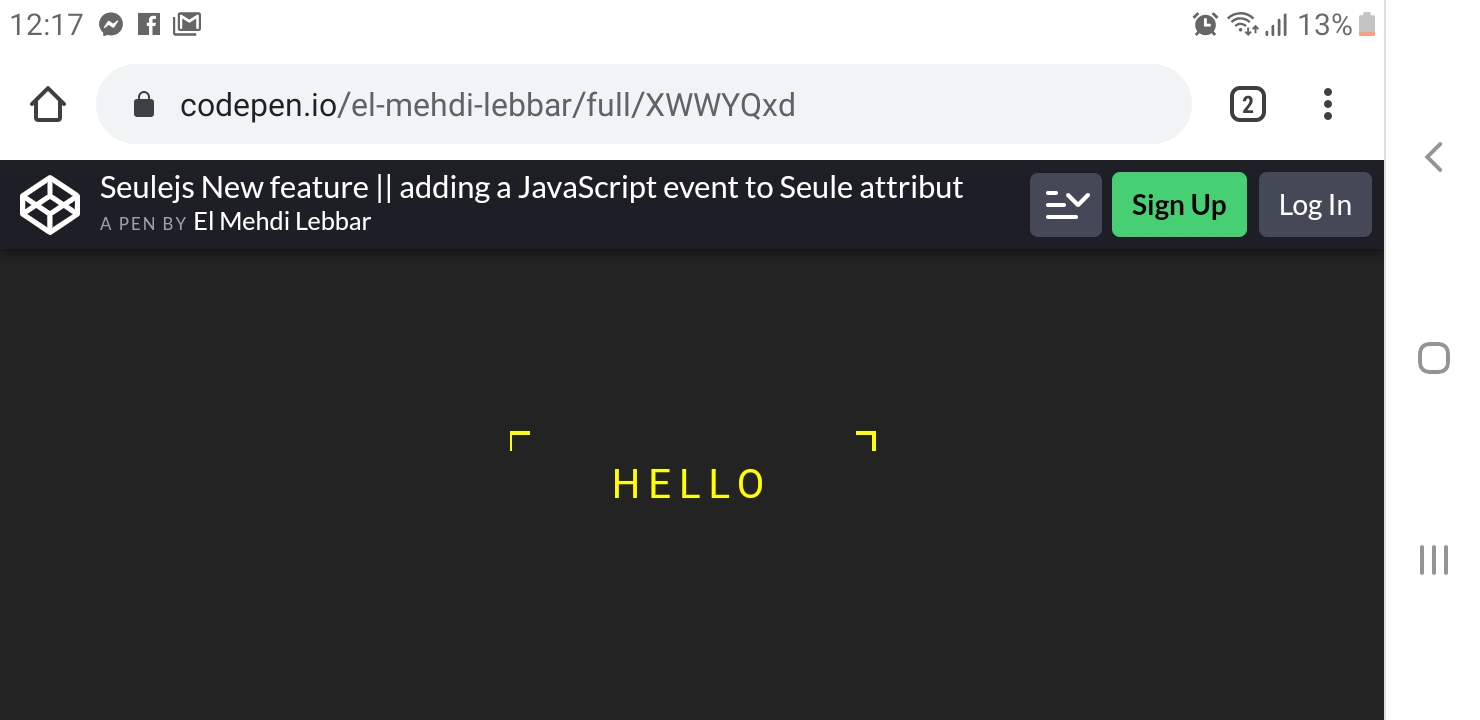 12:17
13%
codepen.io/el-mehdi-lebbar/full/XWWYQxd
2
Seulejs New feature || adding a JavaScript event to Seule attribut
A PEN BY El Mehdi Lebbar
Sign Up
Log In
HELLO